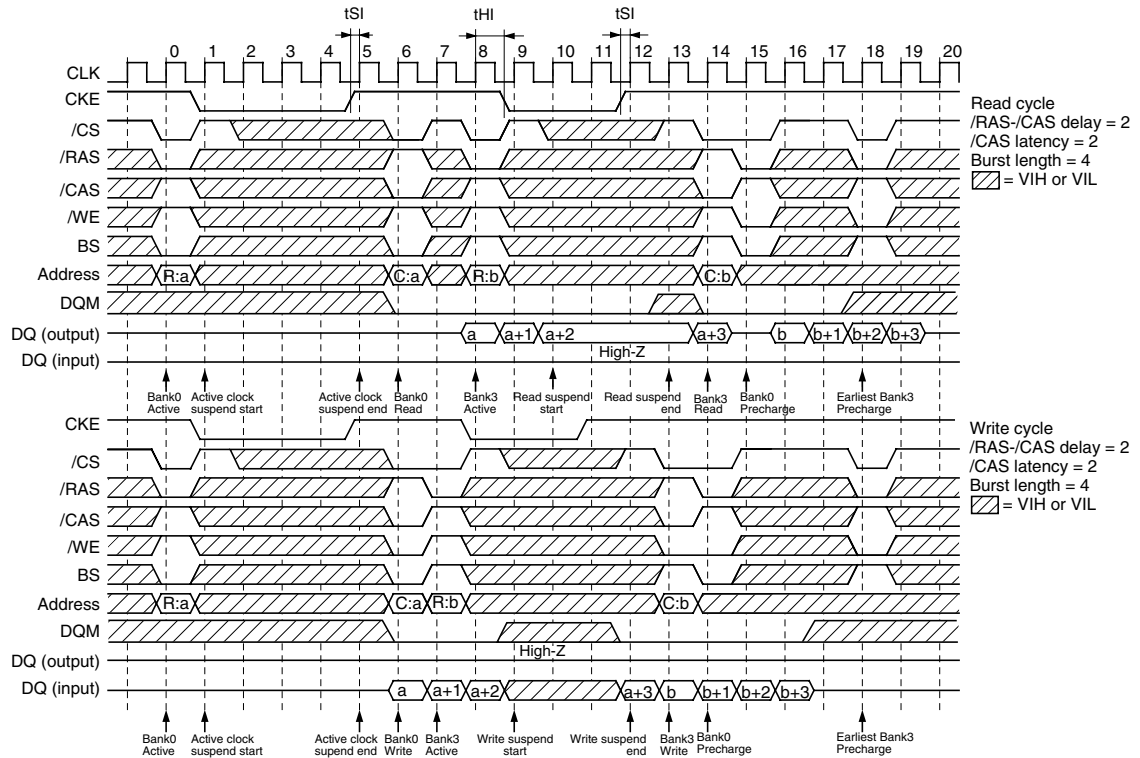 tSI tHI tSI
0 1 2 3 4 5 6 7 8 9 10 11 12 13 14 15 16 17 18 19 20
CLK
CKE
/CS
/RAS
/CAS
/WE
BS
Address R:a C:a R:b C:b
DQM
DQ (output) a a+1 a+2 a+3 b b+1 b+2 b+3
High-Z
DQ (input)
Bank0 Active
Active clock suspend start
Active clock suspend end
Bank0 Read
Bank3 Active
Read suspend start
Read suspend end
Bank3 Read
Bank0 Precharge
Earliest Bank3 Precharge
Read cycle
/RAS-/CAS delay = 2
/CAS latency = 2
Burst length = 4
= VIH or VIL
CKE
/CS
/RAS
/CAS
/WE
BS
Address R:a C:a R:b C:b
DQM
High-Z
DQ (output)
DQ (input) a a+1 a+2 a+3 b b+1 b+2 b+3
Bank0 Active
Active clock suspend start
Active clock supend end
Bank0 Write
Bank3 Active
Write suspend start
Write suspend end
Bank3 Write
Bank0 Precharge
Earliest Bank3 Precharge
Write cycle
/RAS-/CAS delay = 2
/CAS latency = 2
Burst length = 4
= VIH or VIL